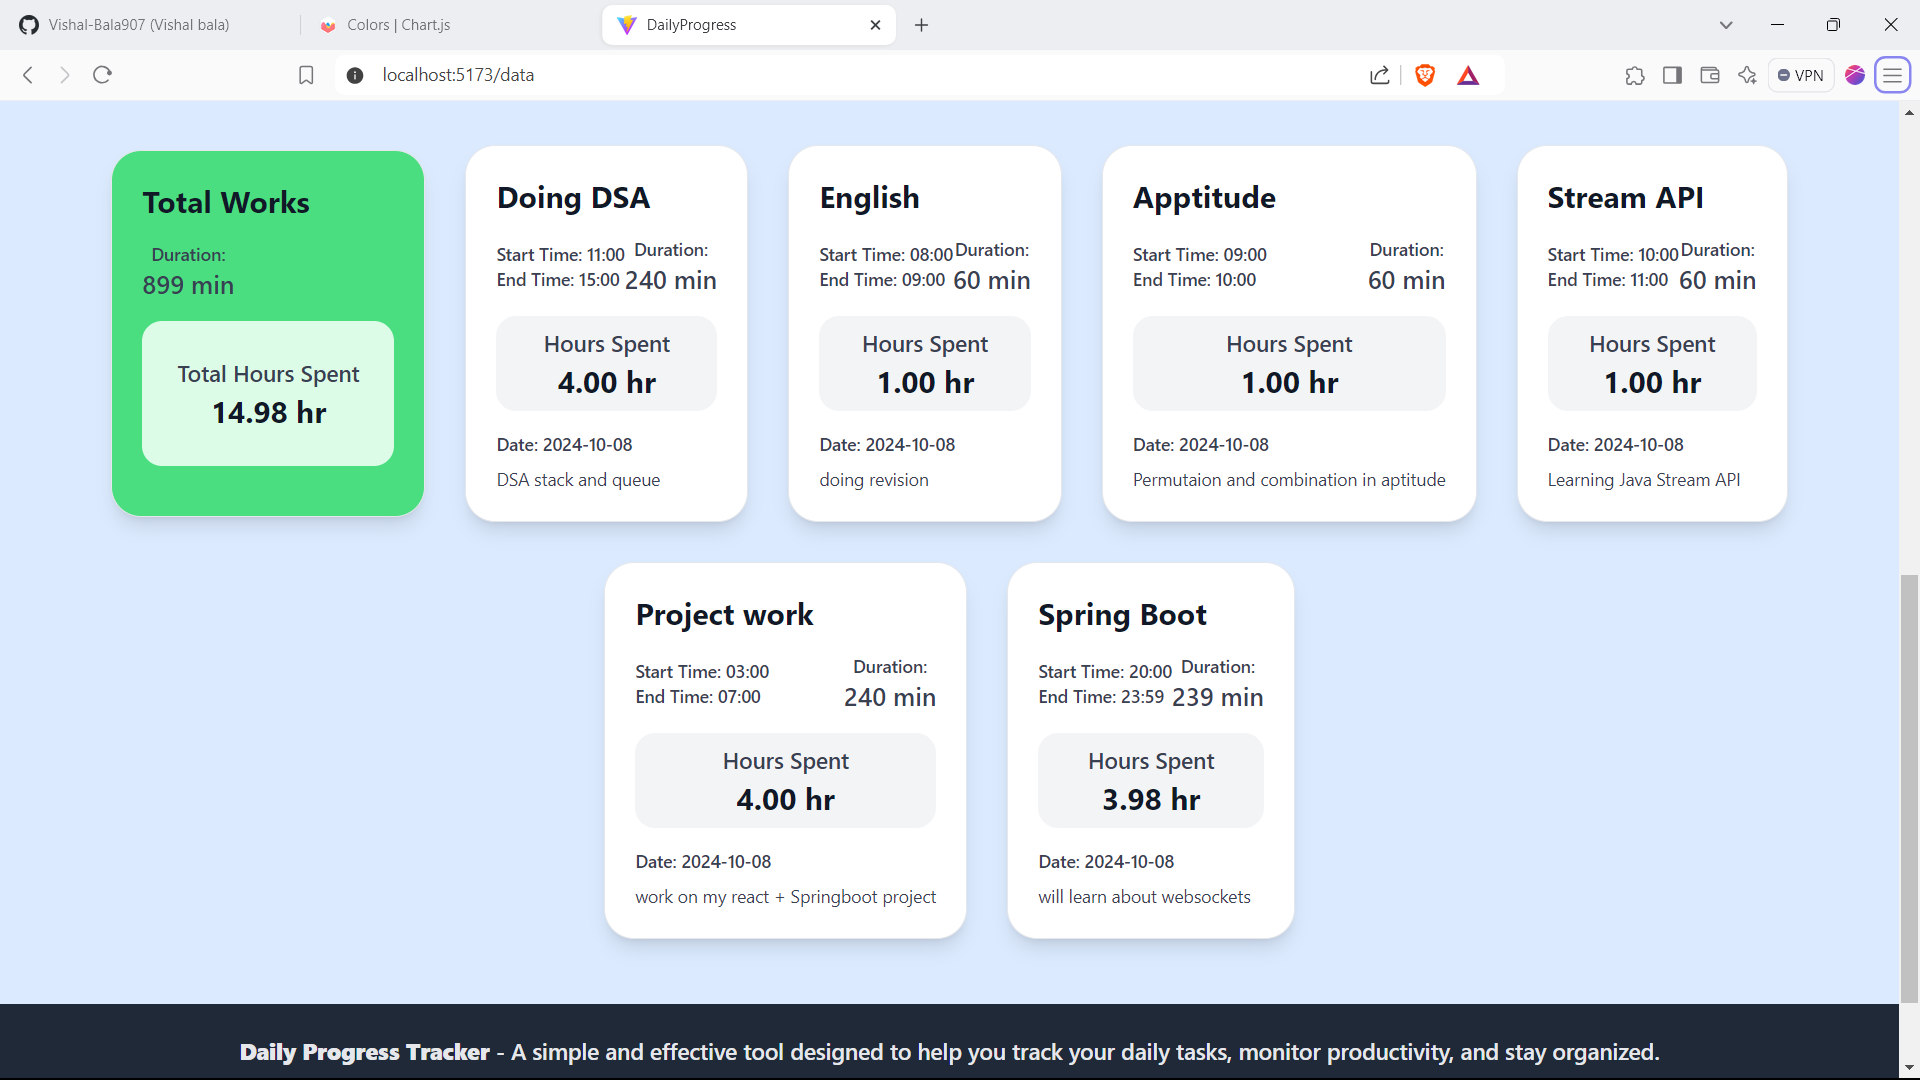 Vishal-Bala907 (Vishal bala)
Colors | Chart.js
DailyProgress
localhost:5173/data
VPN
Total Works
Duration:
899 min
Total Hours Spent
14.98 hr
Doing DSA
Start Time: 11:00
End Time: 15:00
Duration:
240 min
Hours Spent
4.00 hr
Date: 2024-10-08
DSA stack and queue
English
Start Time: 08:00
End Time: 09:00
Duration:
60 min
Hours Spent
1.00 hr
Date: 2024-10-08
doing revision
Apptitude
Start Time: 09:00
End Time: 10:00
Duration:
60 min
Hours Spent
1.00 hr
Date: 2024-10-08
Permutaion and combination in aptitude
Stream API
Start Time: 10:00
End Time: 11:00
Duration:
60 min
Hours Spent
1.00 hr
Date: 2024-10-08
Learning Java Stream API
Project work
Start Time: 03:00
End Time: 07:00
Duration:
240 min
Hours Spent
4.00 hr
Date: 2024-10-08
work on my react + Springboot project
Spring Boot
Start Time: 20:00
End Time: 23:59
Duration:
239 min
Hours Spent
3.98 hr
Date: 2024-10-08
will learn about websockets
Daily Progress Tracker - A simple and effective tool designed to help you track your daily tasks, monitor productivity, and stay organized.